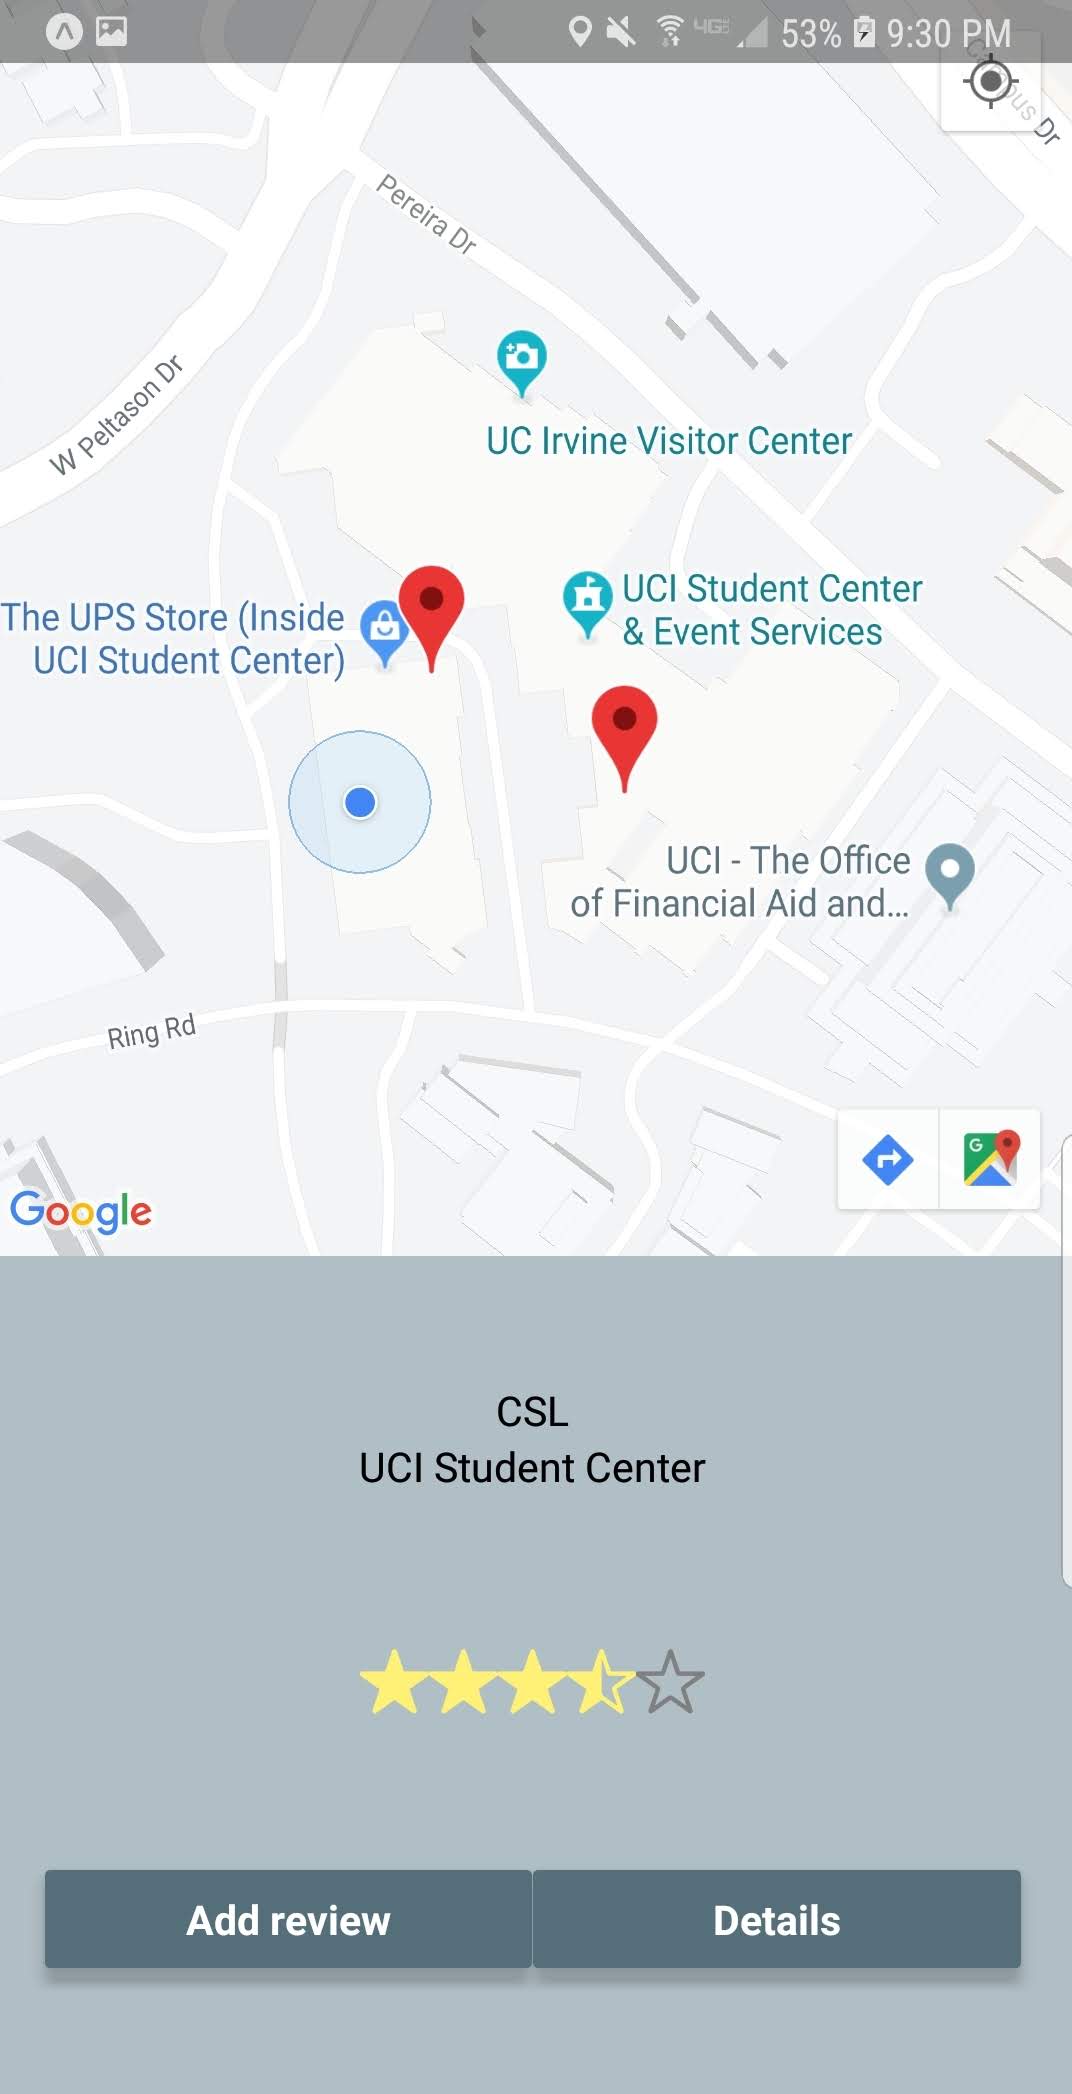 4G
53%
9:30 PM
Campus Dr
Pereira Dr
W Peltason Dr
UC Irvine Visitor Center
The UPS Store (Inside
UCI Student Center)
UCI Student Center
& Event Services
UCI - The Office
of Financial Aid and...
Ring Rd
G
Google
CSL
UCI Student Center
Add review
Details